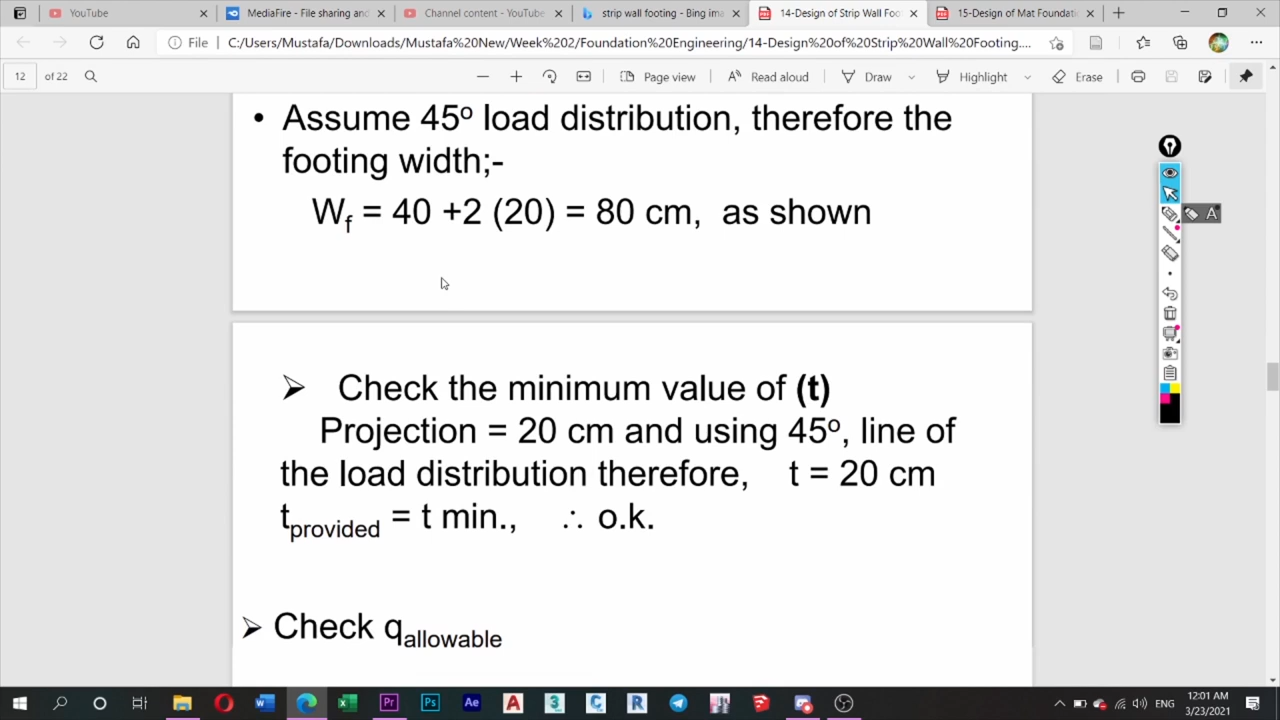 YouTube
MediaFire - File sharing and
Channel content - YouTube
strip wall footing - Bing ima
14-Design of Strip Wall Foo
15-Design of Mat Foundati
File
C:/Users/Mustafa/Downloads/Mustafa%20New/Week%202/Foundation%20Engineering/14-Design%20of%20Strip%20Wall%20Footing....
12 of 22
Page view
Read aloud
Draw
Highlight
Erase
• Assume 45o load distribution, therefore the
footing width;-
Wf = 40 +2 (20) = 80 cm, as shown
➢ Check the minimum value of (t)
Projection = 20 cm and using 45o, line of
the load distribution therefore, t = 20 cm
tprovided = t min., ∴ o.k.
➢ Check qallowable
A
ENG
12:01 AM
3/23/2021